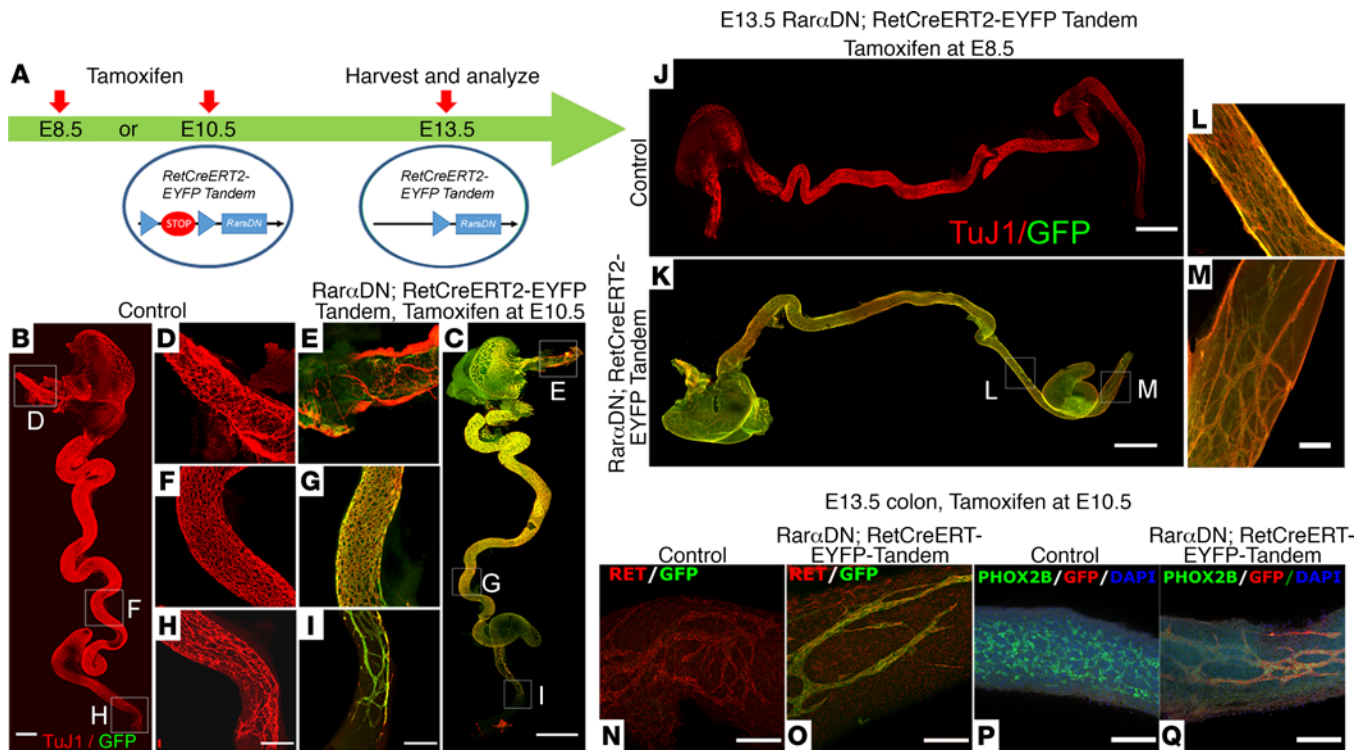 A
Tamoxifen
Harvest and analyze
E8.5 or E10.5
E13.5
RetCreERT2-
EYFP Tandem
STOP
RaraDN
RetCreERT2-
EYFP Tandem
RaraDN
Control
RarαDN; RetCreERT2-EYFP
Tandem, Tamoxifen at E10.5
B
D
F
H
TuJ1 / GFP
D
F
H
E
G
I
C
E
G
I
E13.5 RarαDN; RetCreERT2-EYFP Tandem
Tamoxifen at E8.5
J
Control
TuJ1/GFP
K
RarαDN; RetCreERT2-
EYFP Tandem
L
M
L
M
E13.5 colon, Tamoxifen at E10.5
Control
RET/GFP
N
RarαDN; RetCreERT-
EYFP-Tandem
RET/GFP
O
Control
PHOX2B/GFP/DAPI
P
RarαDN; RetCreERT-
EYFP-Tandem
PHOX2B/GFP/DAPI
Q